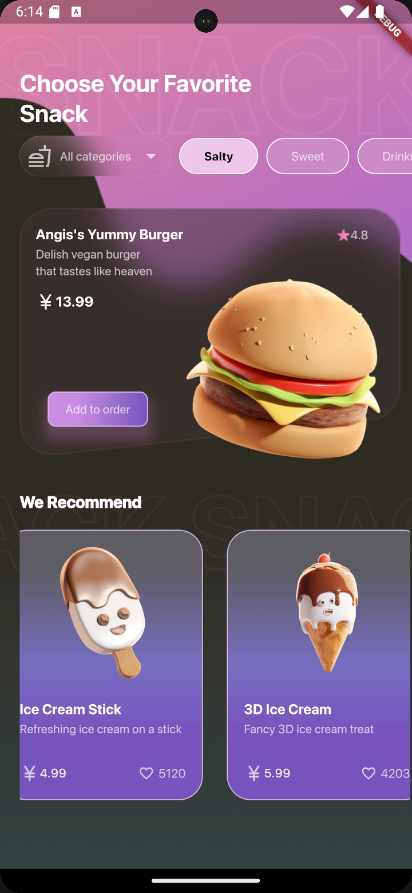 6:14
A
DEBUG
SNACK
Choose Your Favorite
Snack
All categories
Salty
Sweet
Drinks
Angis's Yummy Burger
4.8
Delish vegan burger
that tastes like heaven
¥ 13.99
Add to order
We Recommend
ACK SNAC
Ice Cream Stick
3D Ice Cream
Refreshing ice cream on a stick
Fancy 3D ice cream treat
¥ 4.99
5120
¥ 5.99
4203